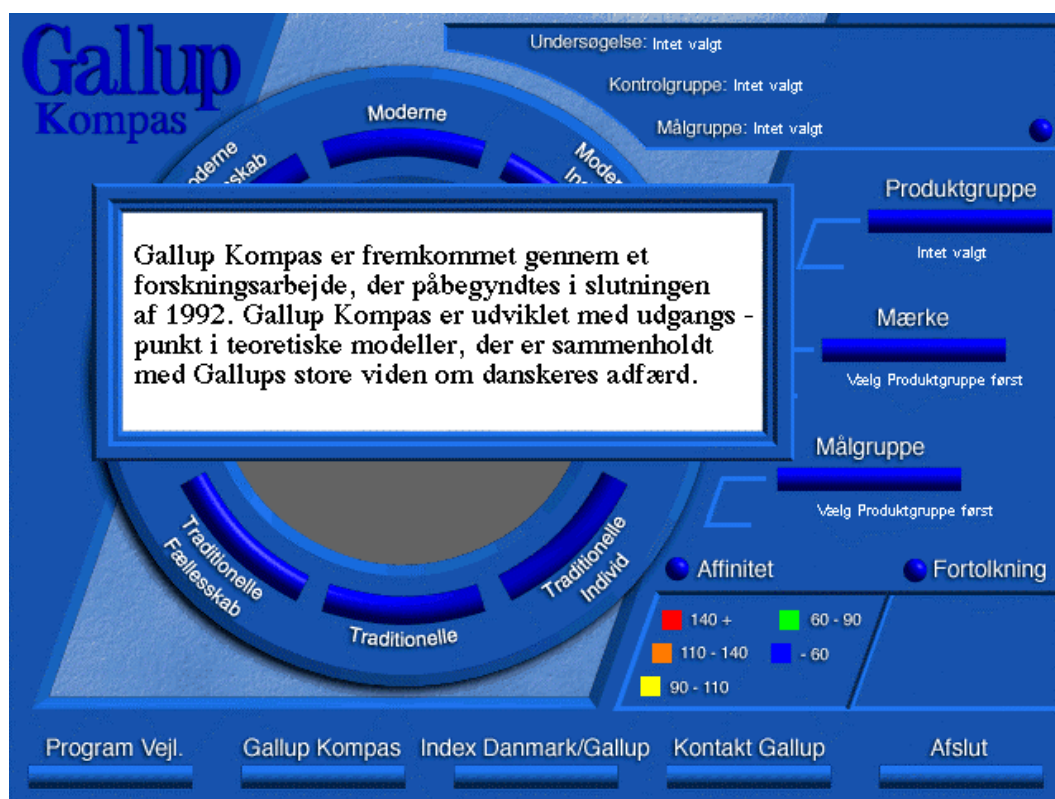 Gallup
Kompas
Undersøgelse: Intet valgt
Kontrolgruppe: Intet valgt
Målgruppe: Intet valgt
Moderne
Moderne
Produktgruppe
Intet valgt
Gallup Kompas er fremkommet gennem et
forskningsarbejde, der påbegyndtes i slutningen
af 1992. Gallup Kompas er udviklet med udgangs -
punkt i teoretiske modeller, der er sammenholdt
med Gallups store viden om danskeres adfærd.
Mærke
Vælg Produktgruppe først
Målgruppe
Vælg Produktgruppe først
Traditionelle
Fællesskab
Traditionelle
Traditionelle
Individ
Affinitet
Fortolkning
140 +
60 - 90
110 - 140
- 60
90 - 110
Program Vejl.
Gallup Kompas
Index Danmark/Gallup
Kontakt Gallup
Afslut